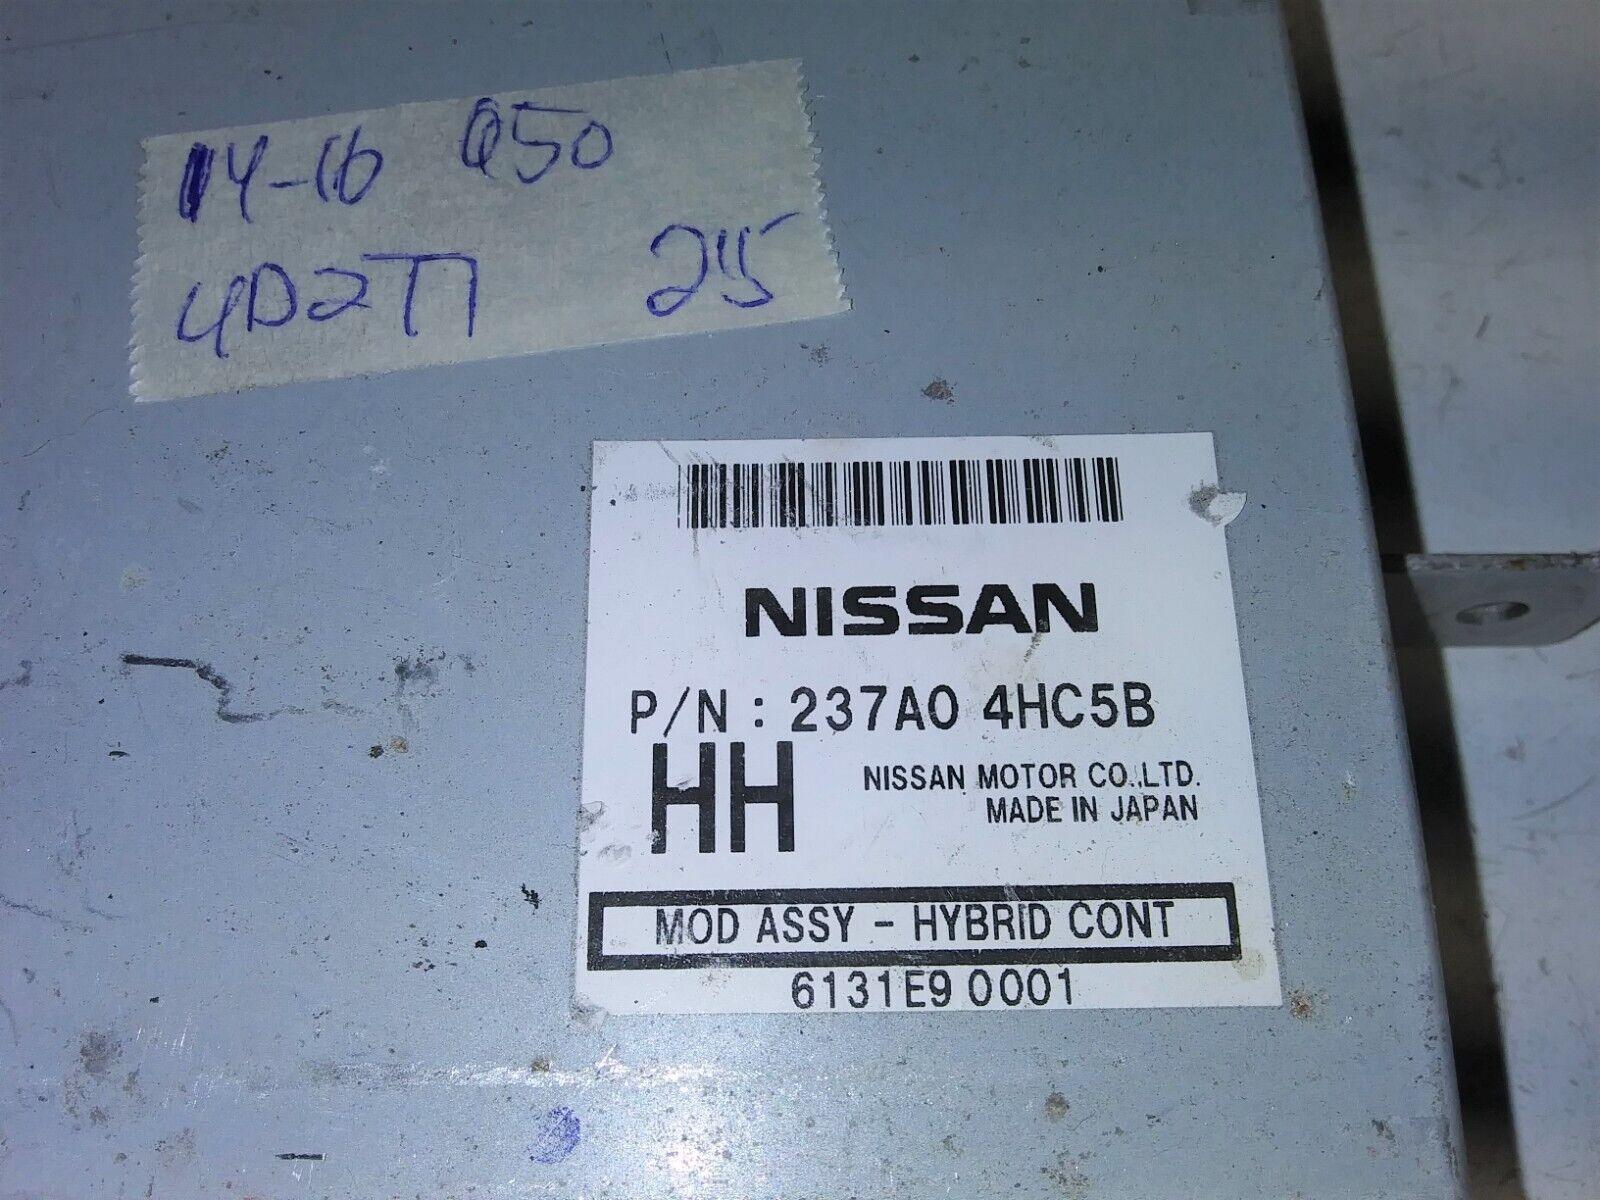 14-16 Q50
4D2T1 25
NISSAN
P/N : 237A0 4HC5B
HH
NISSAN MOTOR CO.,LTD.
MADE IN JAPAN
MOD ASSY - HYBRID CONT
6131E9 0001